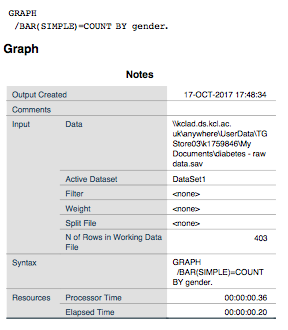 GRAPH
/BAR(SIMPLE)=COUNT BY gender.
Graph
Notes
Output Created 17-OCT-2017 17:48:34
Comments
Input Data \\kclad.ds.kcl.ac.
uk\anywhere\UserData\TG
Store03\k1759846\My
Documents\diabetes - raw
data.sav
Active Dataset DataSet1
Filter <none>
Weight <none>
Split File <none>
N of Rows in Working Data
File 403
Syntax GRAPH
/BAR(SIMPLE)=COUNT
BY gender.
Resources Processor Time 00:00:00.36
Elapsed Time 00:00:00.20